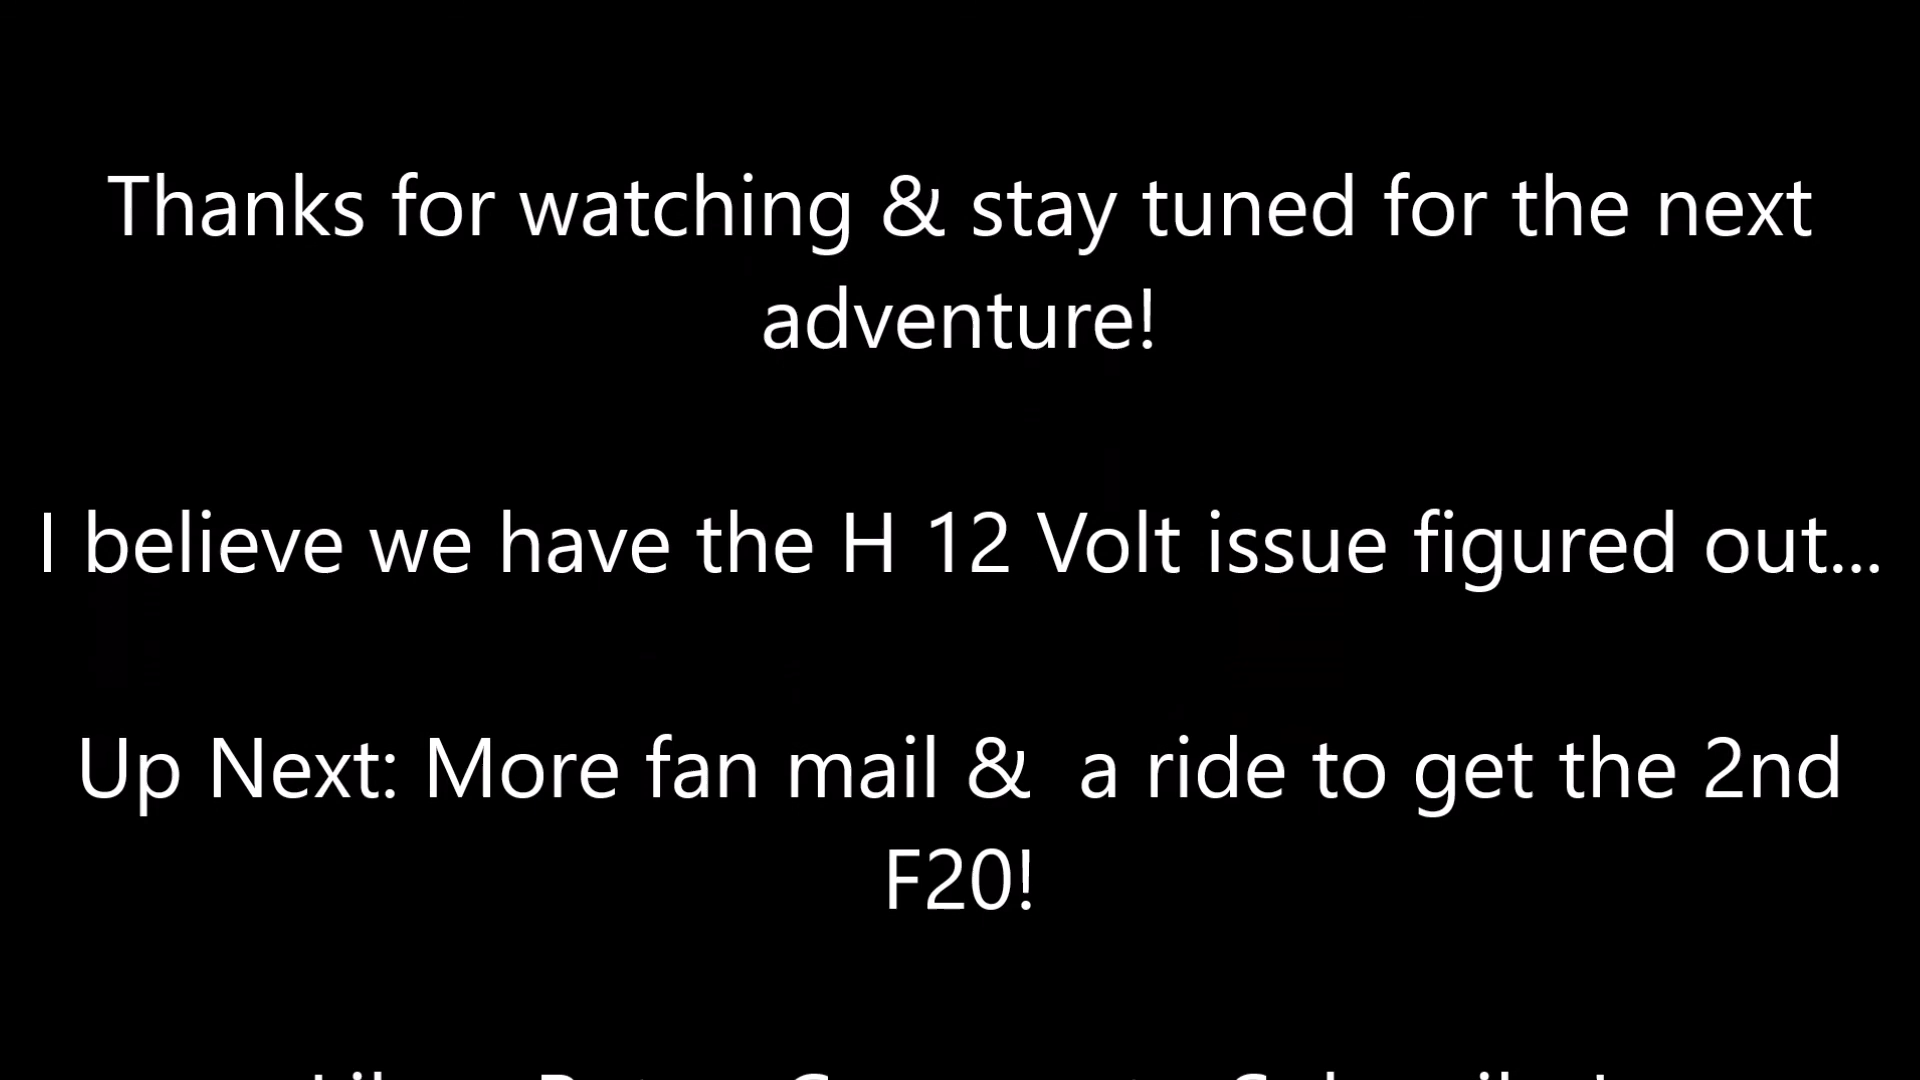 Thanks for watching & stay tuned for the next
adventure!
I believe we have the H 12 Volt issue figured out...
Up Next: More fan mail &  a ride to get the 2nd
F20!